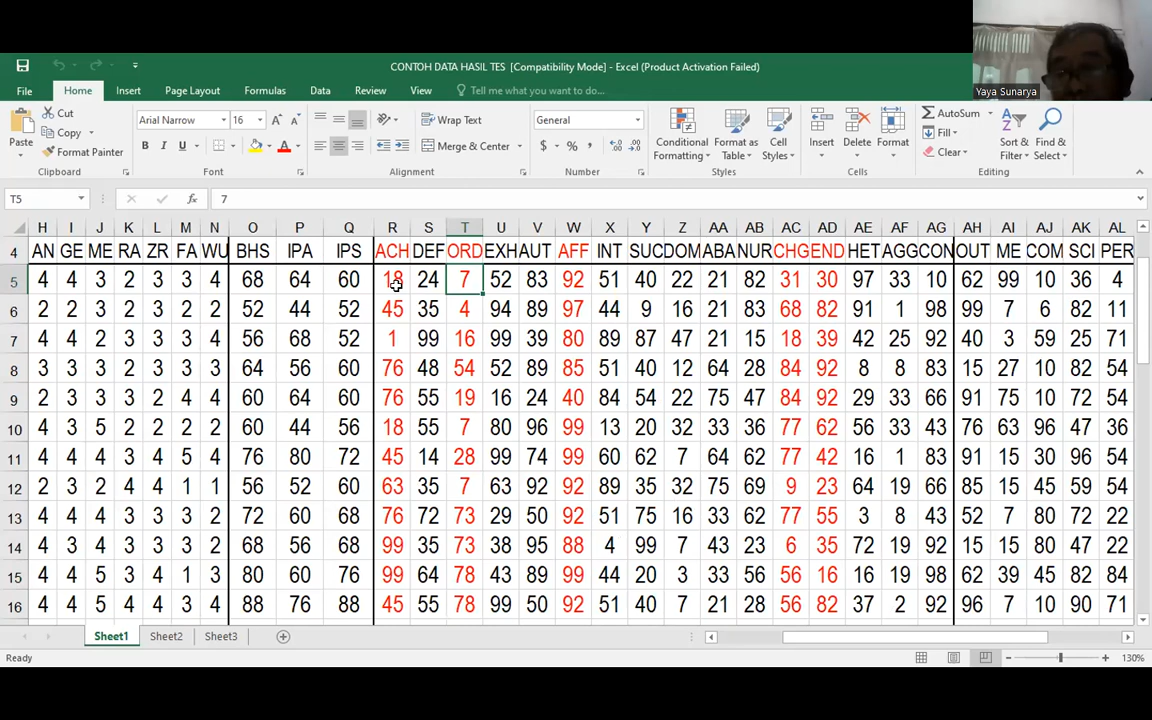 CONTOH DATA HASIL TES [Compatibility Mode] - Excel (Product Activation Failed)
Yaya Sunarya
File Home Insert Page Layout Formulas Data Review View Tell me what you want to do...
Paste Cut Copy Format Painter Clipboard
Arial Narrow 16 A A B I U A Font
Wrap Text Merge & Center Alignment
General $ % , Number
Conditional Formatting Format as Table Cell Styles Styles
Insert Delete Format Cells
AutoSum Fill Clear Sort & Filter Find & Select Editing
T5 fx 7
H I J K L M N O P Q R S T U V W X Y Z AA AB AC AD AE AF AG AH AI AJ AK AL
4 AN GE ME RA ZR FA WU BHS IPA IPS ACH DEF ORD EXH AUT AFF INT SUC DOM ABA NUR CHG END HET AGG CON OUT ME COM SCI PER
5 4 4 3 2 3 3 4 68 64 60 18 24 7 52 83 92 51 40 22 21 82 31 30 97 33 10 62 99 10 36 4
6 2 2 3 2 3 2 2 52 44 52 45 35 4 94 89 97 44 9 16 21 83 68 82 91 1 98 99 7 6 82 11
7 4 4 2 3 3 3 4 56 68 52 1 99 16 99 39 80 89 87 47 21 15 18 39 42 25 92 40 3 59 25 71
8 3 3 3 2 3 3 3 64 56 60 76 48 54 52 89 85 51 40 12 64 28 84 92 8 8 83 15 27 10 82 54
9 2 3 3 3 2 4 4 60 64 60 76 55 19 16 24 40 84 54 22 75 47 84 92 29 33 66 91 75 10 72 54
10 4 3 5 2 2 2 3 60 44 56 18 55 7 80 96 99 13 20 32 33 36 77 62 56 33 43 76 63 96 47 36
11 4 4 4 3 4 5 4 76 80 72 45 14 28 99 74 99 60 62 7 64 62 77 42 16 1 83 91 15 30 96 54
12 2 3 2 4 4 1 1 56 52 60 63 35 7 63 92 92 89 35 32 75 69 9 23 64 19 66 85 15 45 59 54
13 4 4 4 3 3 3 2 72 60 68 76 72 73 29 50 92 51 75 16 33 62 77 55 3 8 43 52 7 80 72 22
14 4 4 4 3 3 3 2 68 56 68 99 35 73 38 95 88 4 99 7 43 23 6 35 72 19 92 15 15 80 47 22
15 4 4 5 3 4 1 3 80 60 76 99 64 78 43 89 99 44 20 3 33 56 56 16 16 19 98 62 39 45 82 84
16 4 4 5 4 4 3 4 88 76 88 45 55 78 99 50 92 51 40 7 21 28 56 82 37 2 92 96 7 10 90 71
Sheet1 Sheet2 Sheet3
Ready 130%